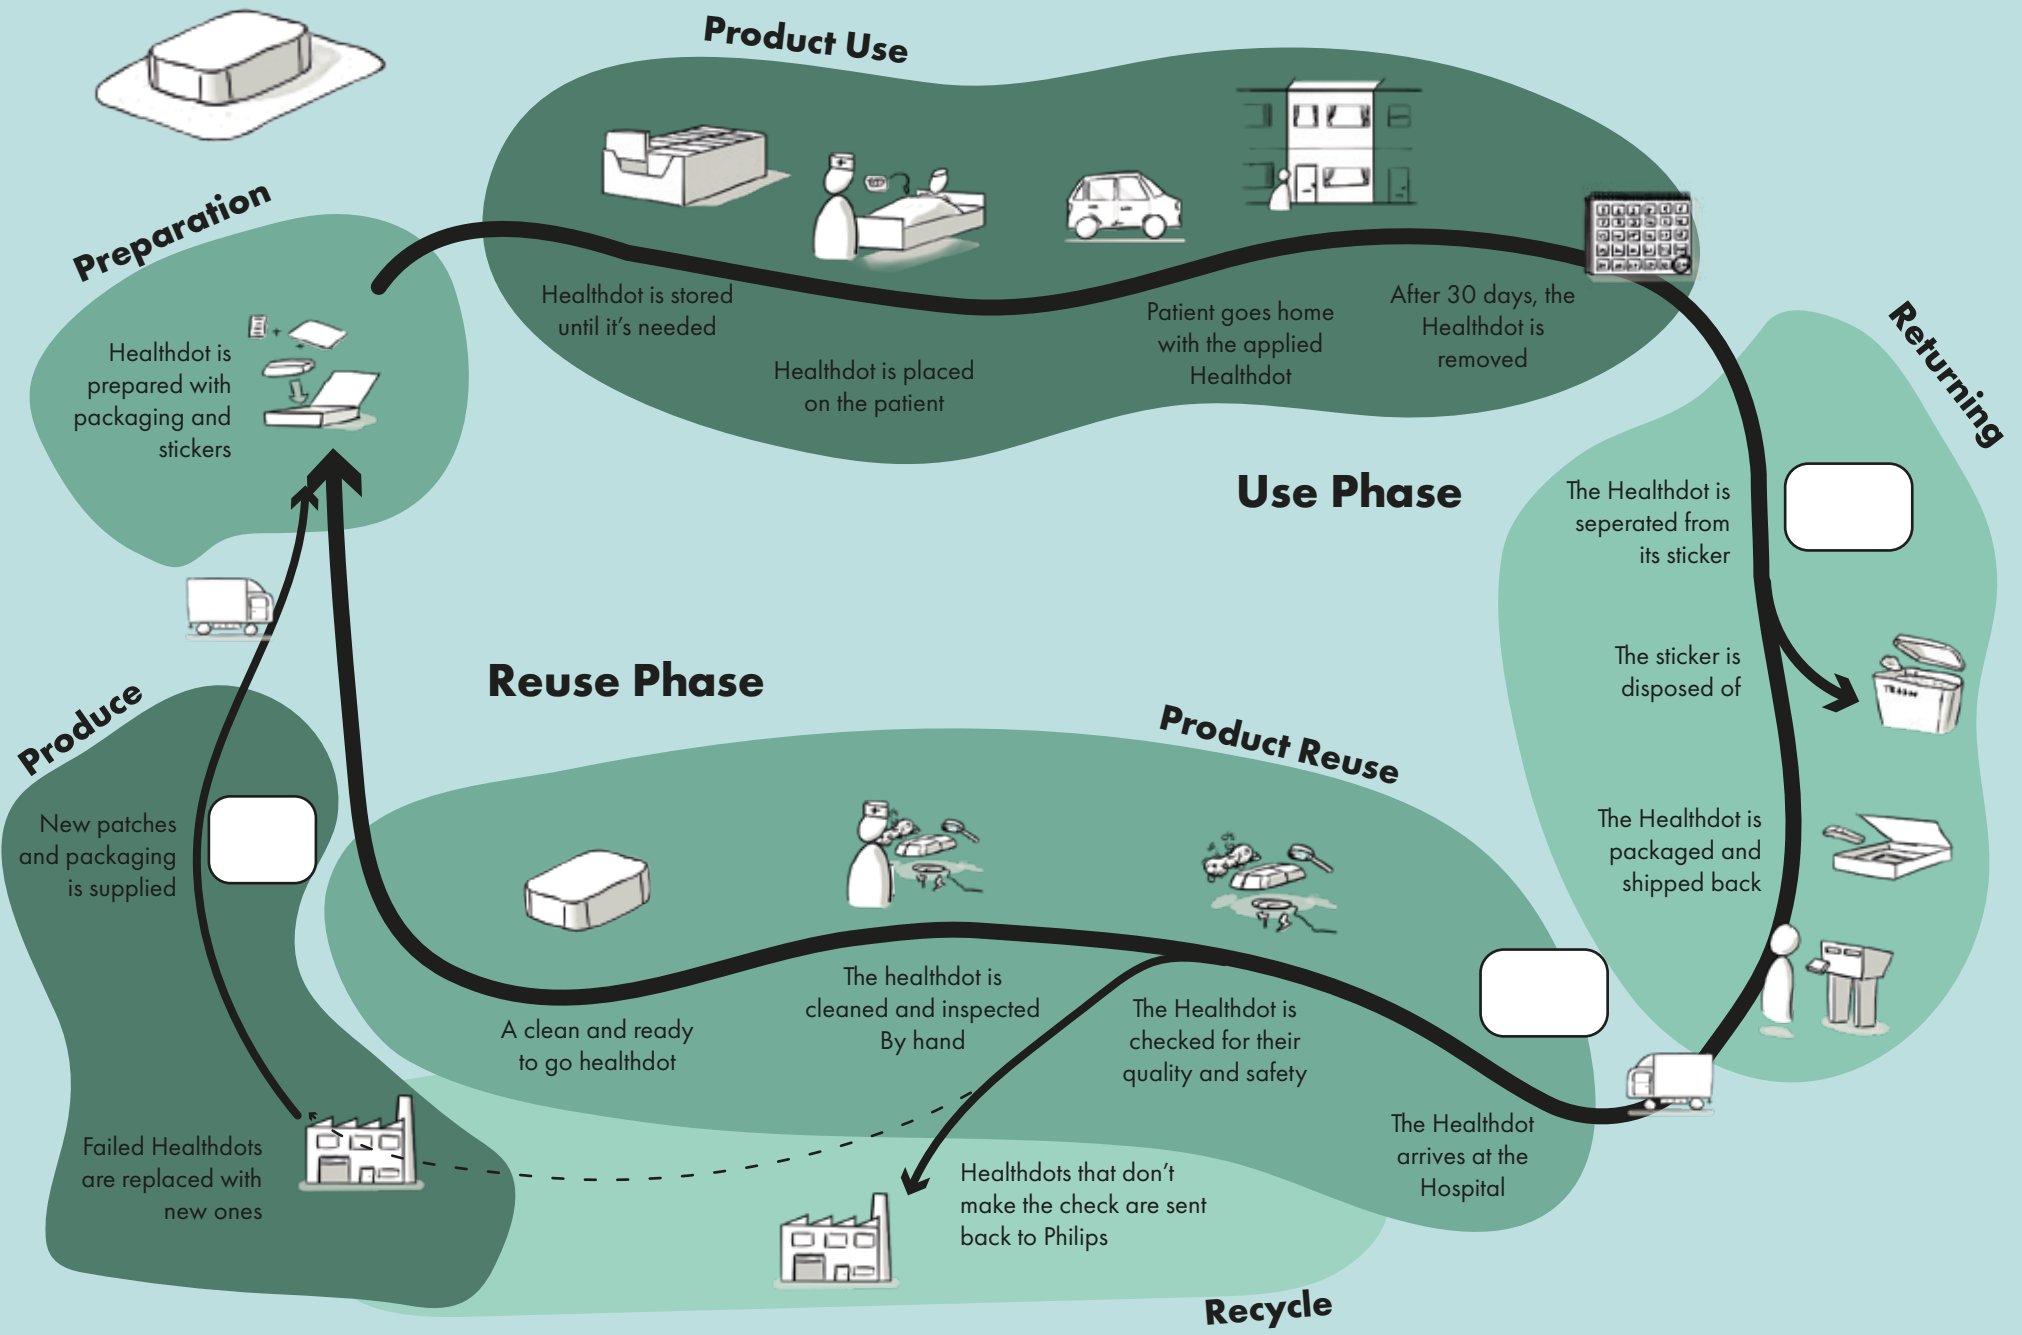 Product Use
Preparation
Healthdot is
prepared with
packaging and
stickers
Healthdot is stored
until it's needed
Healthdot is placed
on the patient
Patient goes home
with the applied
Healthdot
After 30 days, the
Healthdot is
removed
Returning
Use Phase
The Healthdot is
seperated from
its sticker
The sticker is
disposed of
TRASH
The Healthdot is
packaged and
shipped back
Reuse Phase
Product Reuse
Produce
New patches
and packaging
is supplied
Failed Healthdots
are replaced with
new ones
A clean and ready
to go healthdot
The healthdot is
cleaned and inspected
By hand
The Healthdot is
checked for their
quality and safety
The Healthdot
arrives at the
Hospital
Healthdots that don't
make the check are sent
back to Philips
Recycle